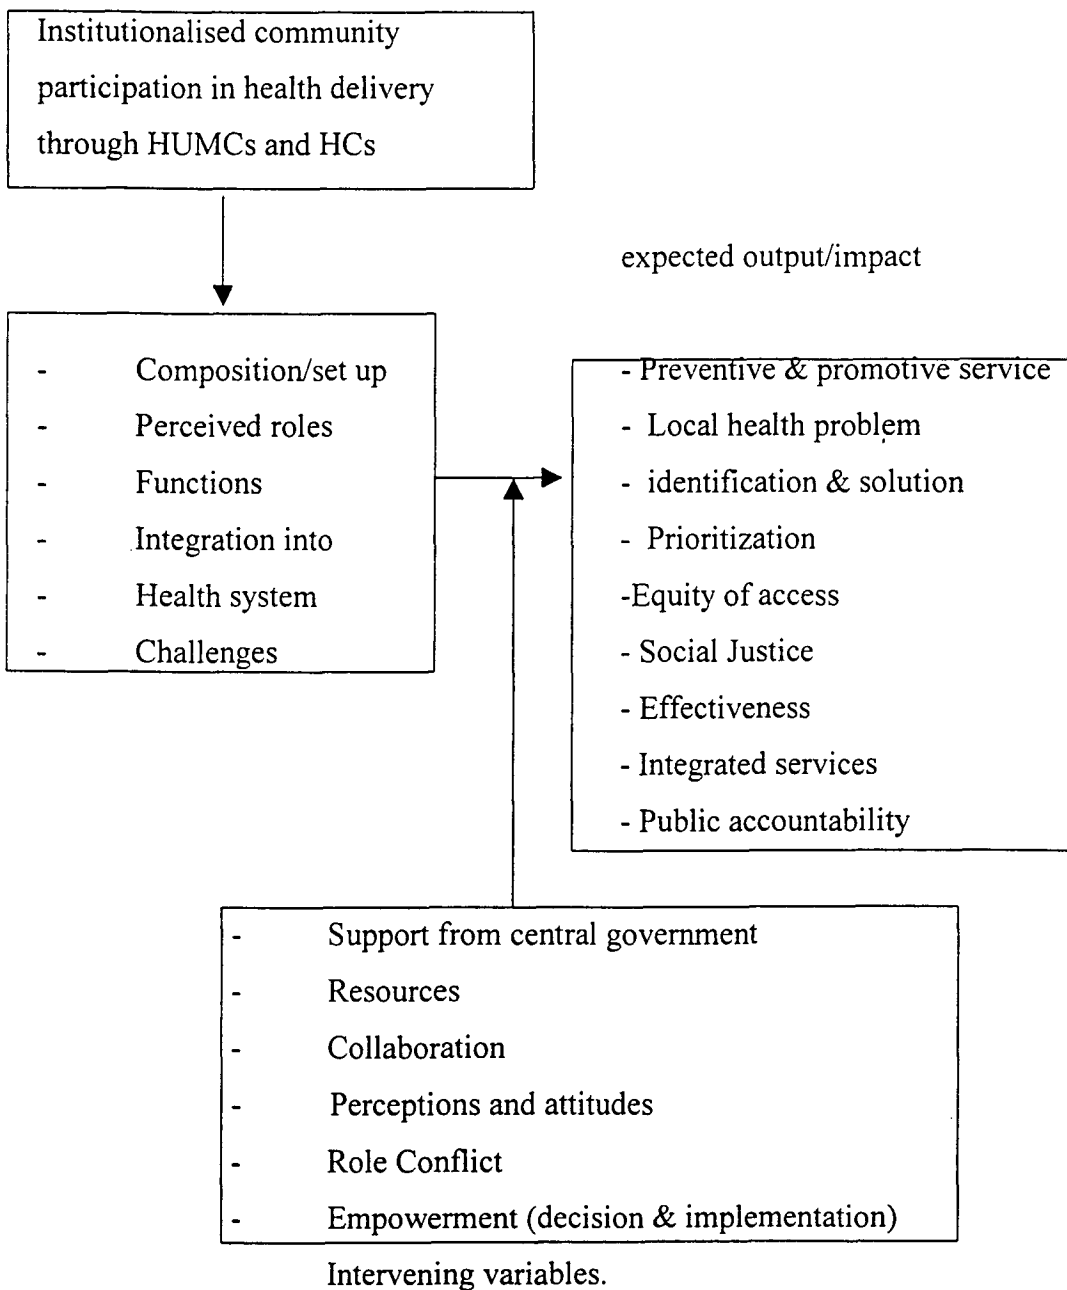 Institutionalised community
participation in health delivery
through HUMCs and HCs
expected output/impact
- Composition/set up
- Perceived roles
- Functions
- Integration into
- Health system
- Challenges
- Preventive & promotive service
- Local health problem
- identification & solution
- Prioritization
-Equity of access
- Social Justice
- Effectiveness
- Integrated services
- Public accountability
- Support from central government
- Resources
- Collaboration
- Perceptions and attitudes
- Role Conflict
- Empowerment (decision & implementation)
Intervening variables.